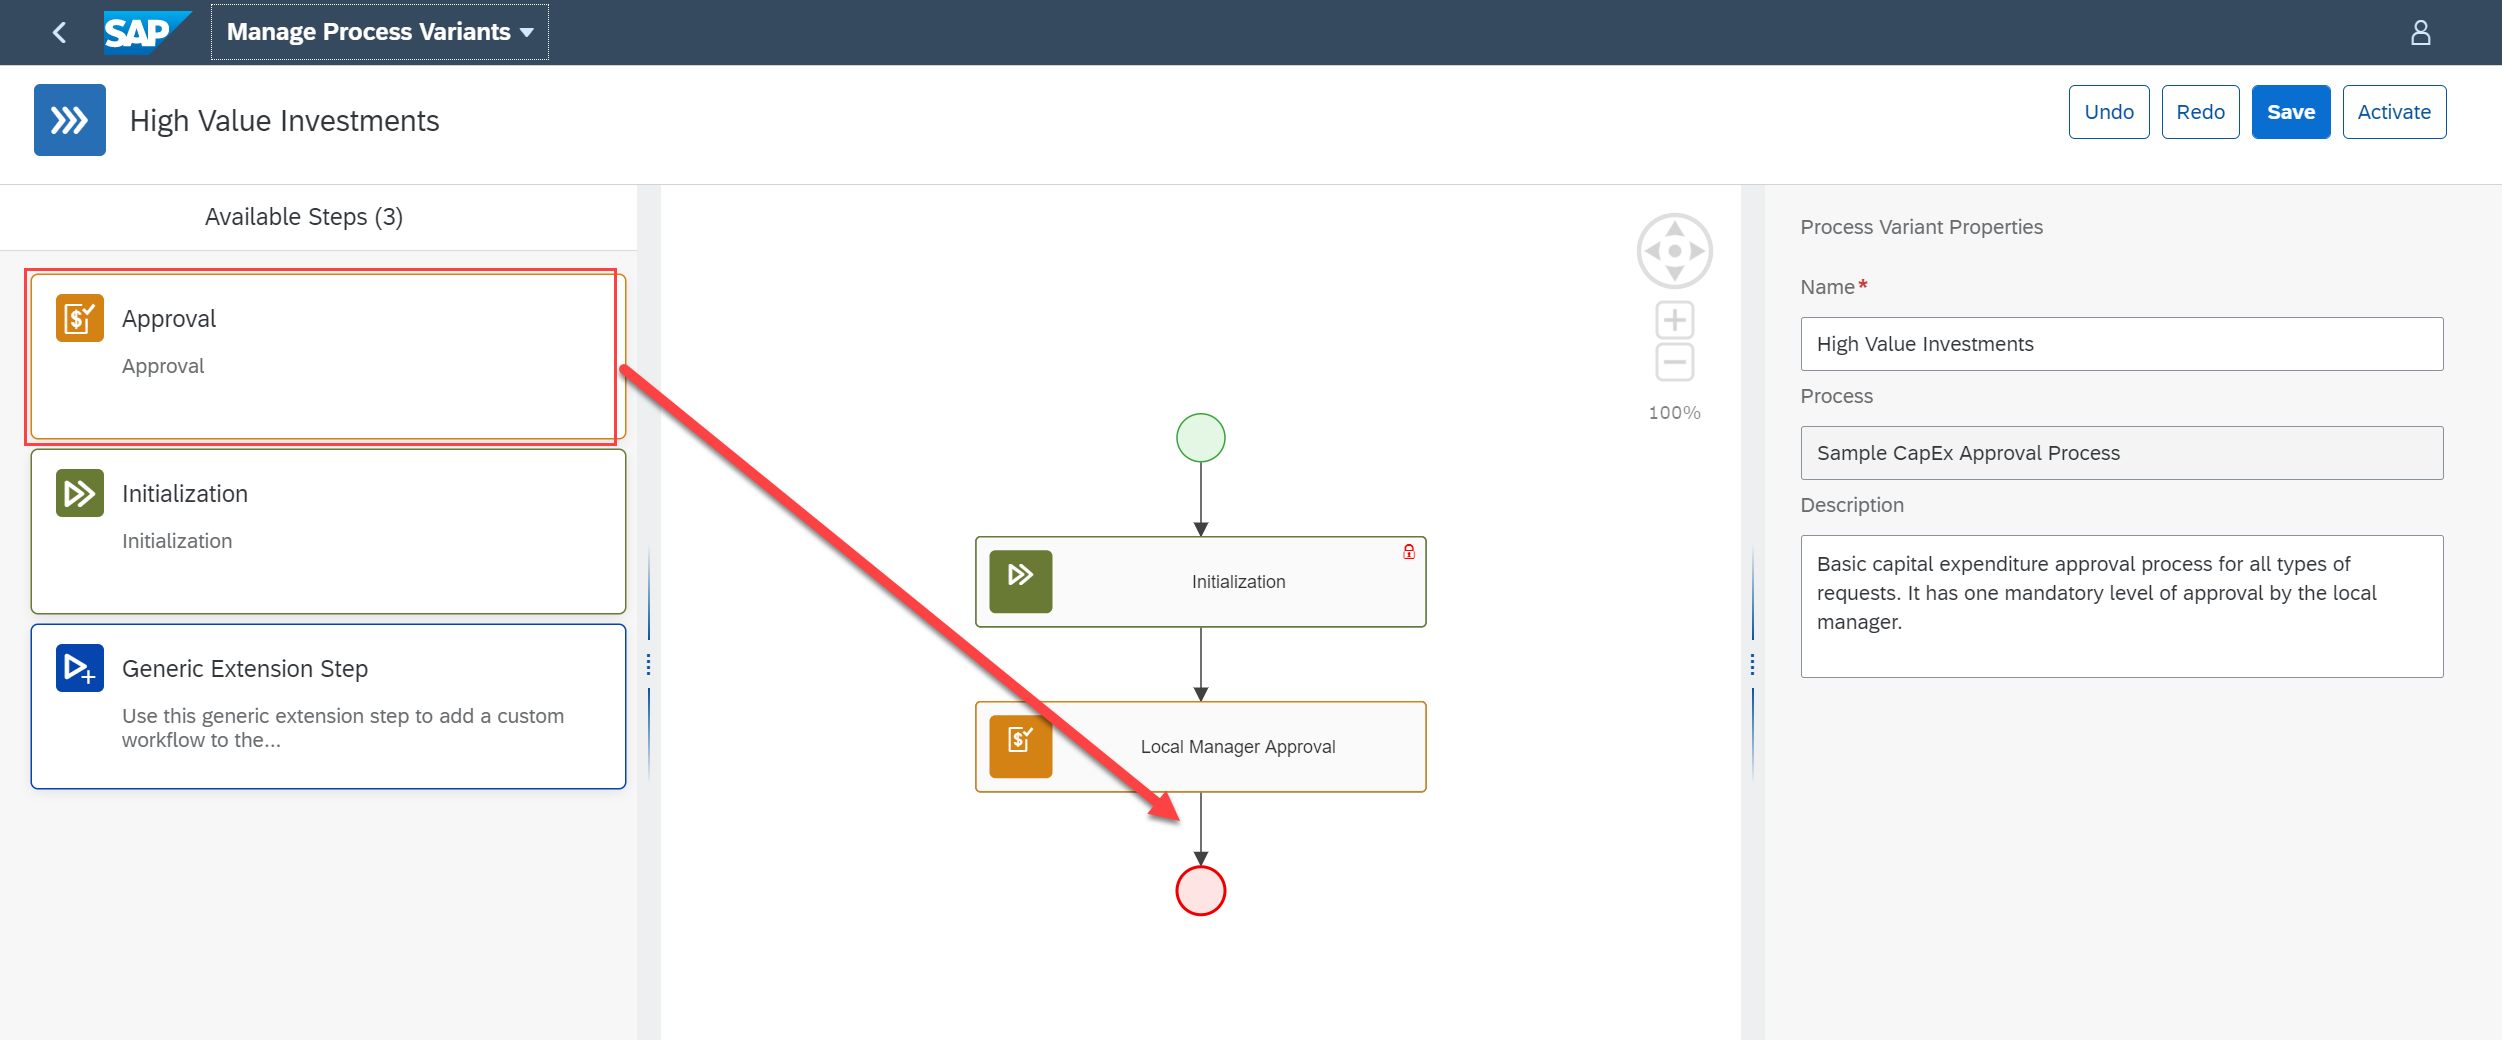 SAP
Manage Process Variants
High Value Investments
Undo
Redo
Save
Activate
Available Steps (3)
Approval
Approval
Initialization
Initialization
Generic Extension Step
Use this generic extension step to add a custom
workflow to the...
100%
Initialization
Local Manager Approval
Process Variant Properties
Name*
High Value Investments
Process
Sample CapEx Approval Process
Description
Basic capital expenditure approval process for all types of
requests. It has one mandatory level of approval by the local
manager.